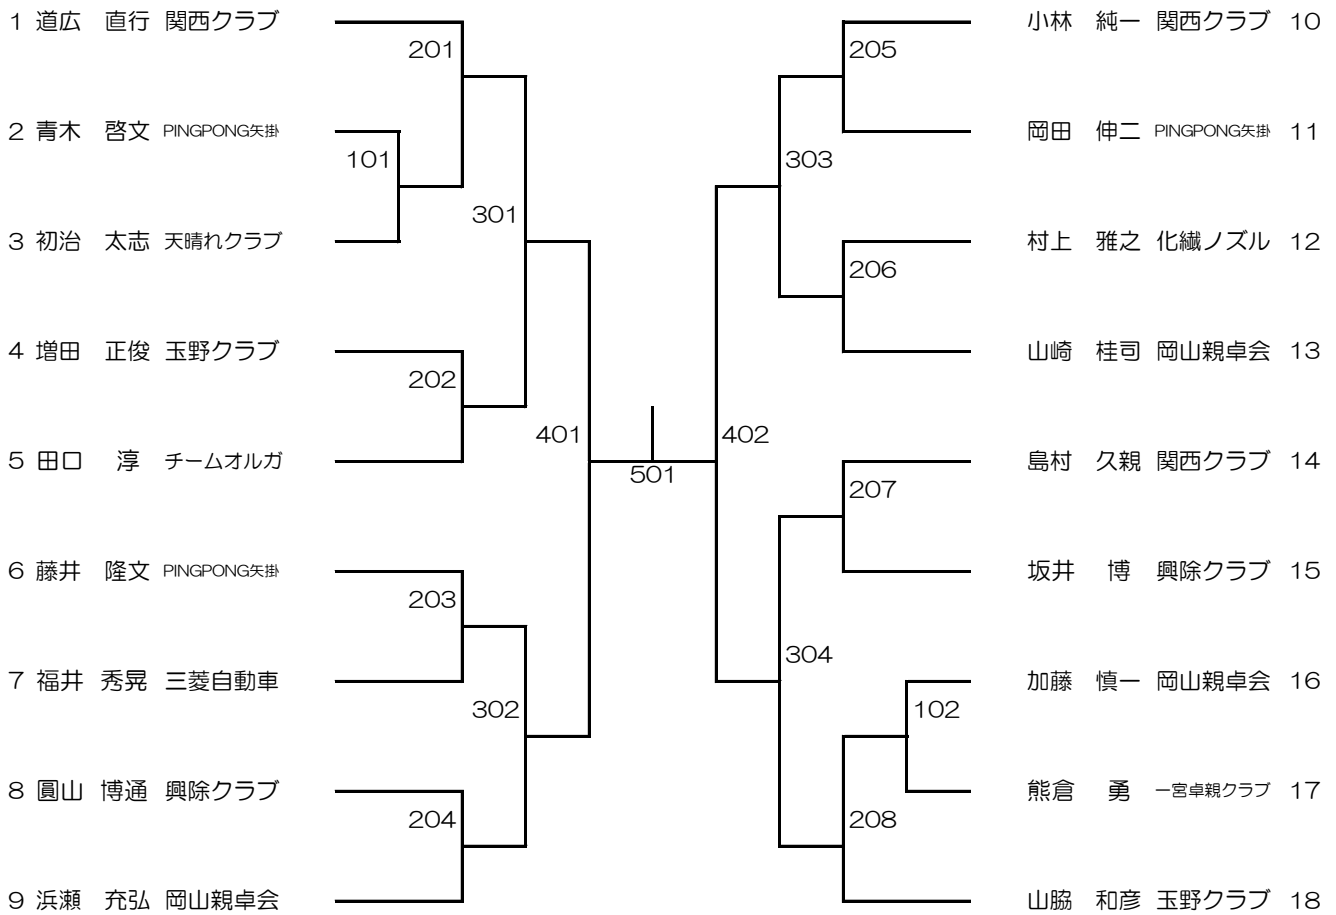 1 道広 直行 関西クラブ
小林 純一 関西クラブ 10
201
205
2 青木 啓文 PINGPONG矢掛
岡田 伸二 PINGPONG矢掛 11
101
303
3 初治 太志 天晴れクラブ
村上 雅之 化繊ノズル 12
301
206
4 増田 正俊 玉野クラブ
山崎 桂司 岡山親卓会 13
202
401
402
5 田口 淳 チームオルガ
島村 久親 関西クラブ 14
501
207
6 藤井 隆文 PINGPONG矢掛
坂井 博 興除クラブ 15
203
304
7 福井 秀晃 三菱自動車
加藤 慎一 岡山親卓会 16
302
102
8 圓山 博通 興除クラブ
熊倉 勇 一宮卓親クラブ 17
204
208
9 浜瀬 充弘 岡山親卓会
山脇 和彦 玉野クラブ 18